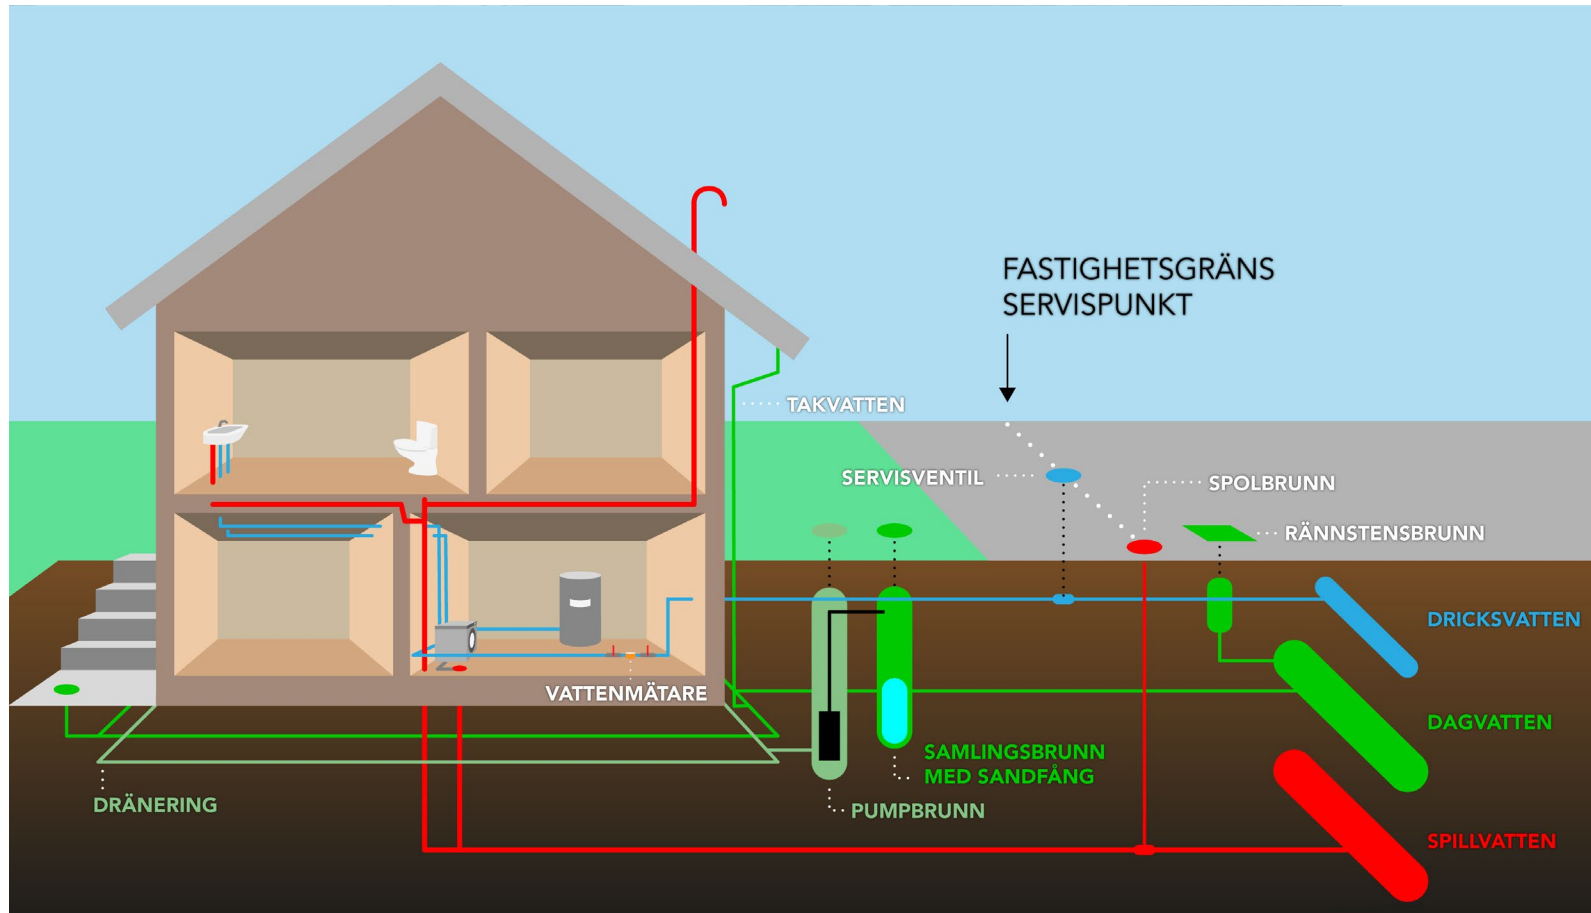 FASTIGHETSGRÄNS
SERVISPUNKT
TAKVATTEN
SERVISVENTIL
SPOLBRUNN
RÄNNSTENSBRUNN
DRICKSVATTEN
VATTENMÄTARE
DAGVATTEN
SAMLINGSBRUNN
MED SANDFÅNG
DRÄNERING
PUMPBRUNN
SPILLVATTEN